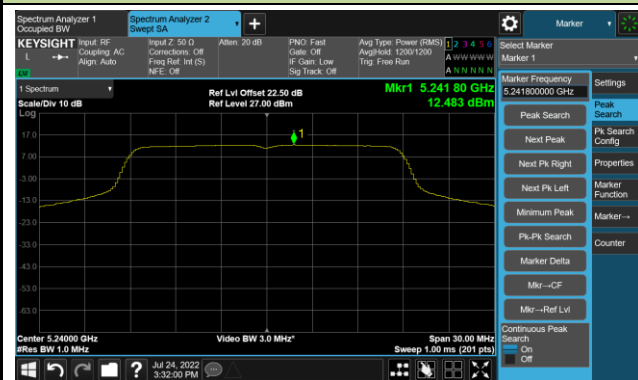 Spectrum Analyzer 1
Occupied BW
Spectrum Analyzer 2
Swept SA
Marker
KEYSIGHT
L
Input: RF
Coupling: AC
Align: Auto
Input Z: 50 Ω
Corrections: Off
Freq Ref: Int (S)
NFE: Off
Atten: 20 dB
PNO: Fast
Gate: Off
IF Gain: Low
Sig Track: Off
Avg Type: Power (RMS)
Avg|Hold: 1200/1200
Trig: Free Run
1 2 3 4 5 6
A W W W W W
A N N N N N
Select Marker
Marker 1
1 Spectrum
Scale/Div 10 dB
Log
Ref Lvl Offset 22.50 dB
Ref Level 27.00 dBm
Mkr1 5.241 80 GHz
12.483 dBm
1
17.0
7.00
-3.00
-13.0
-23.0
-33.0
-43.0
-53.0
-63.0
Center 5.24000 GHz
#Res BW 1.0 MHz
Video BW 3.0 MHz*
Span 30.00 MHz
Sweep 1.00 ms (201 pts)
Marker Frequency
5.241800000 GHz
Peak Search
Next Peak
Next Pk Right
Next Pk Left
Minimum Peak
Pk-Pk Search
Marker Delta
Mkr→CF
Mkr→Ref Lvl
Continuous Peak
Search
On
Off
Settings
Peak
Search
Pk Search
Config
Properties
Marker
Function
Marker→
Counter
Jul 24, 2022
3:32:00 PM